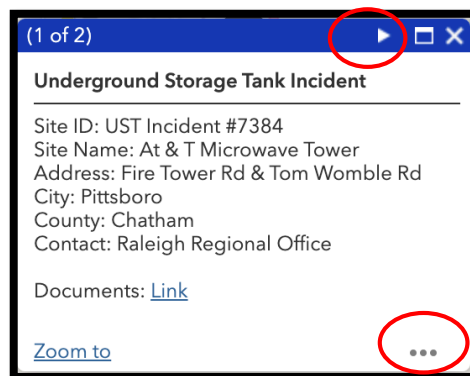 (1 of 2)
Underground Storage Tank Incident
Site ID: UST Incident #7384
Site Name: At & T Microwave Tower
Address: Fire Tower Rd & Tom Womble Rd
City: Pittsboro
County: Chatham
Contact: Raleigh Regional Office
Documents: Link
Zoom to